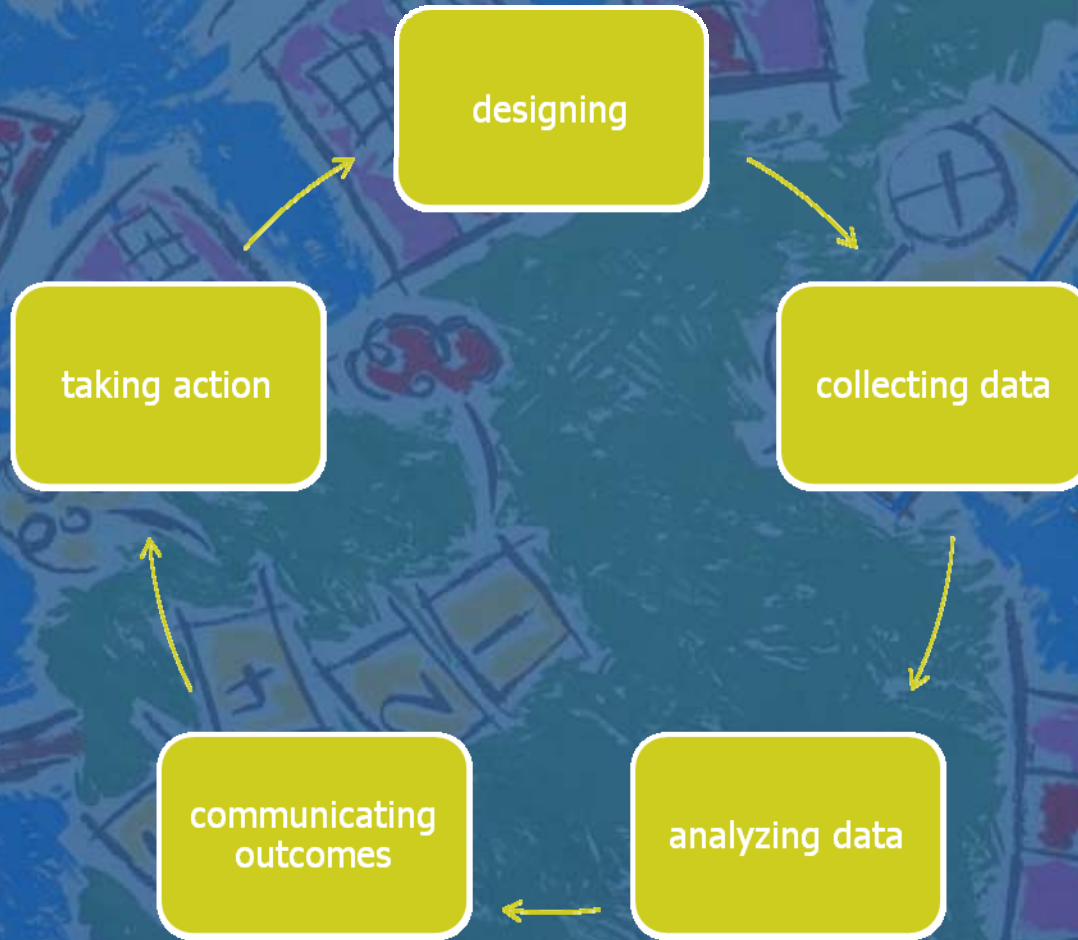 designing
collecting data
analyzing data
communicating
outcomes
taking action